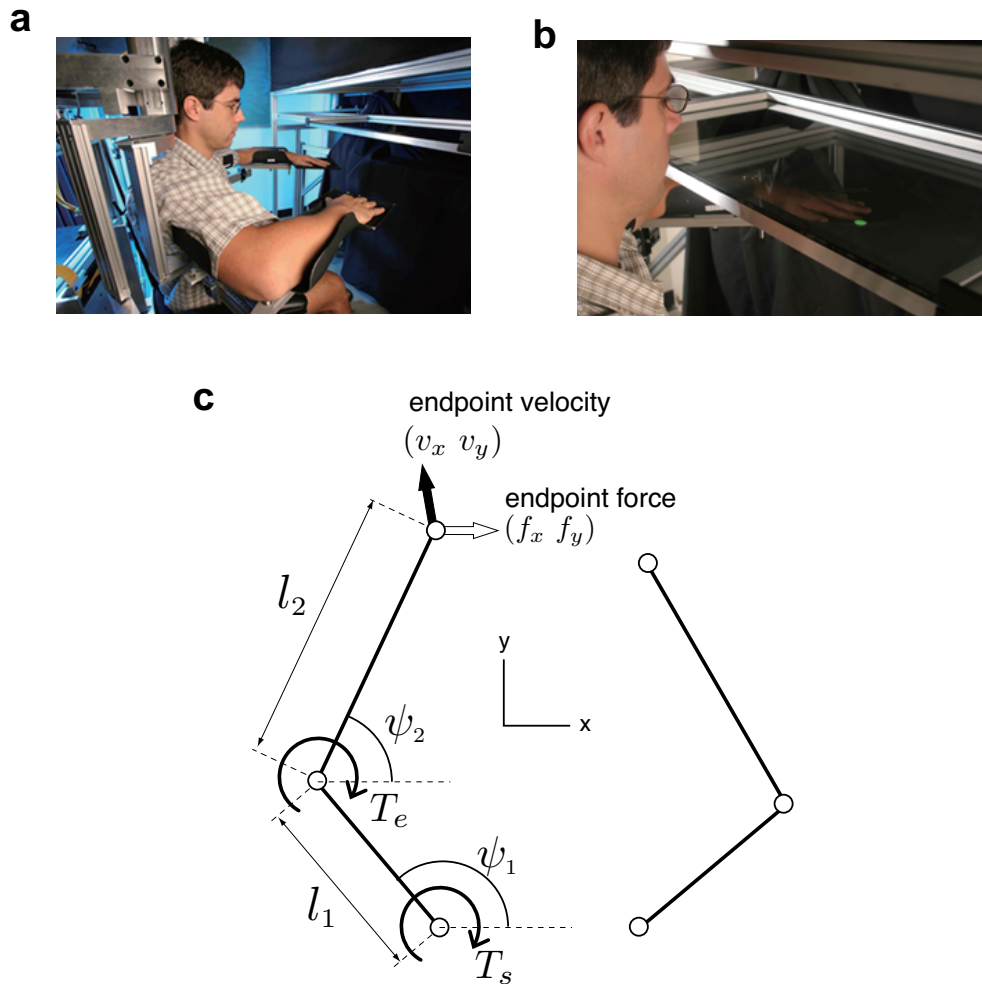 a
b
c
endpoint velocity
(v_x v_y)
endpoint force
(f_x f_y)
l_2
y
x
ψ_2
T_e
ψ_1
l_1
T_s